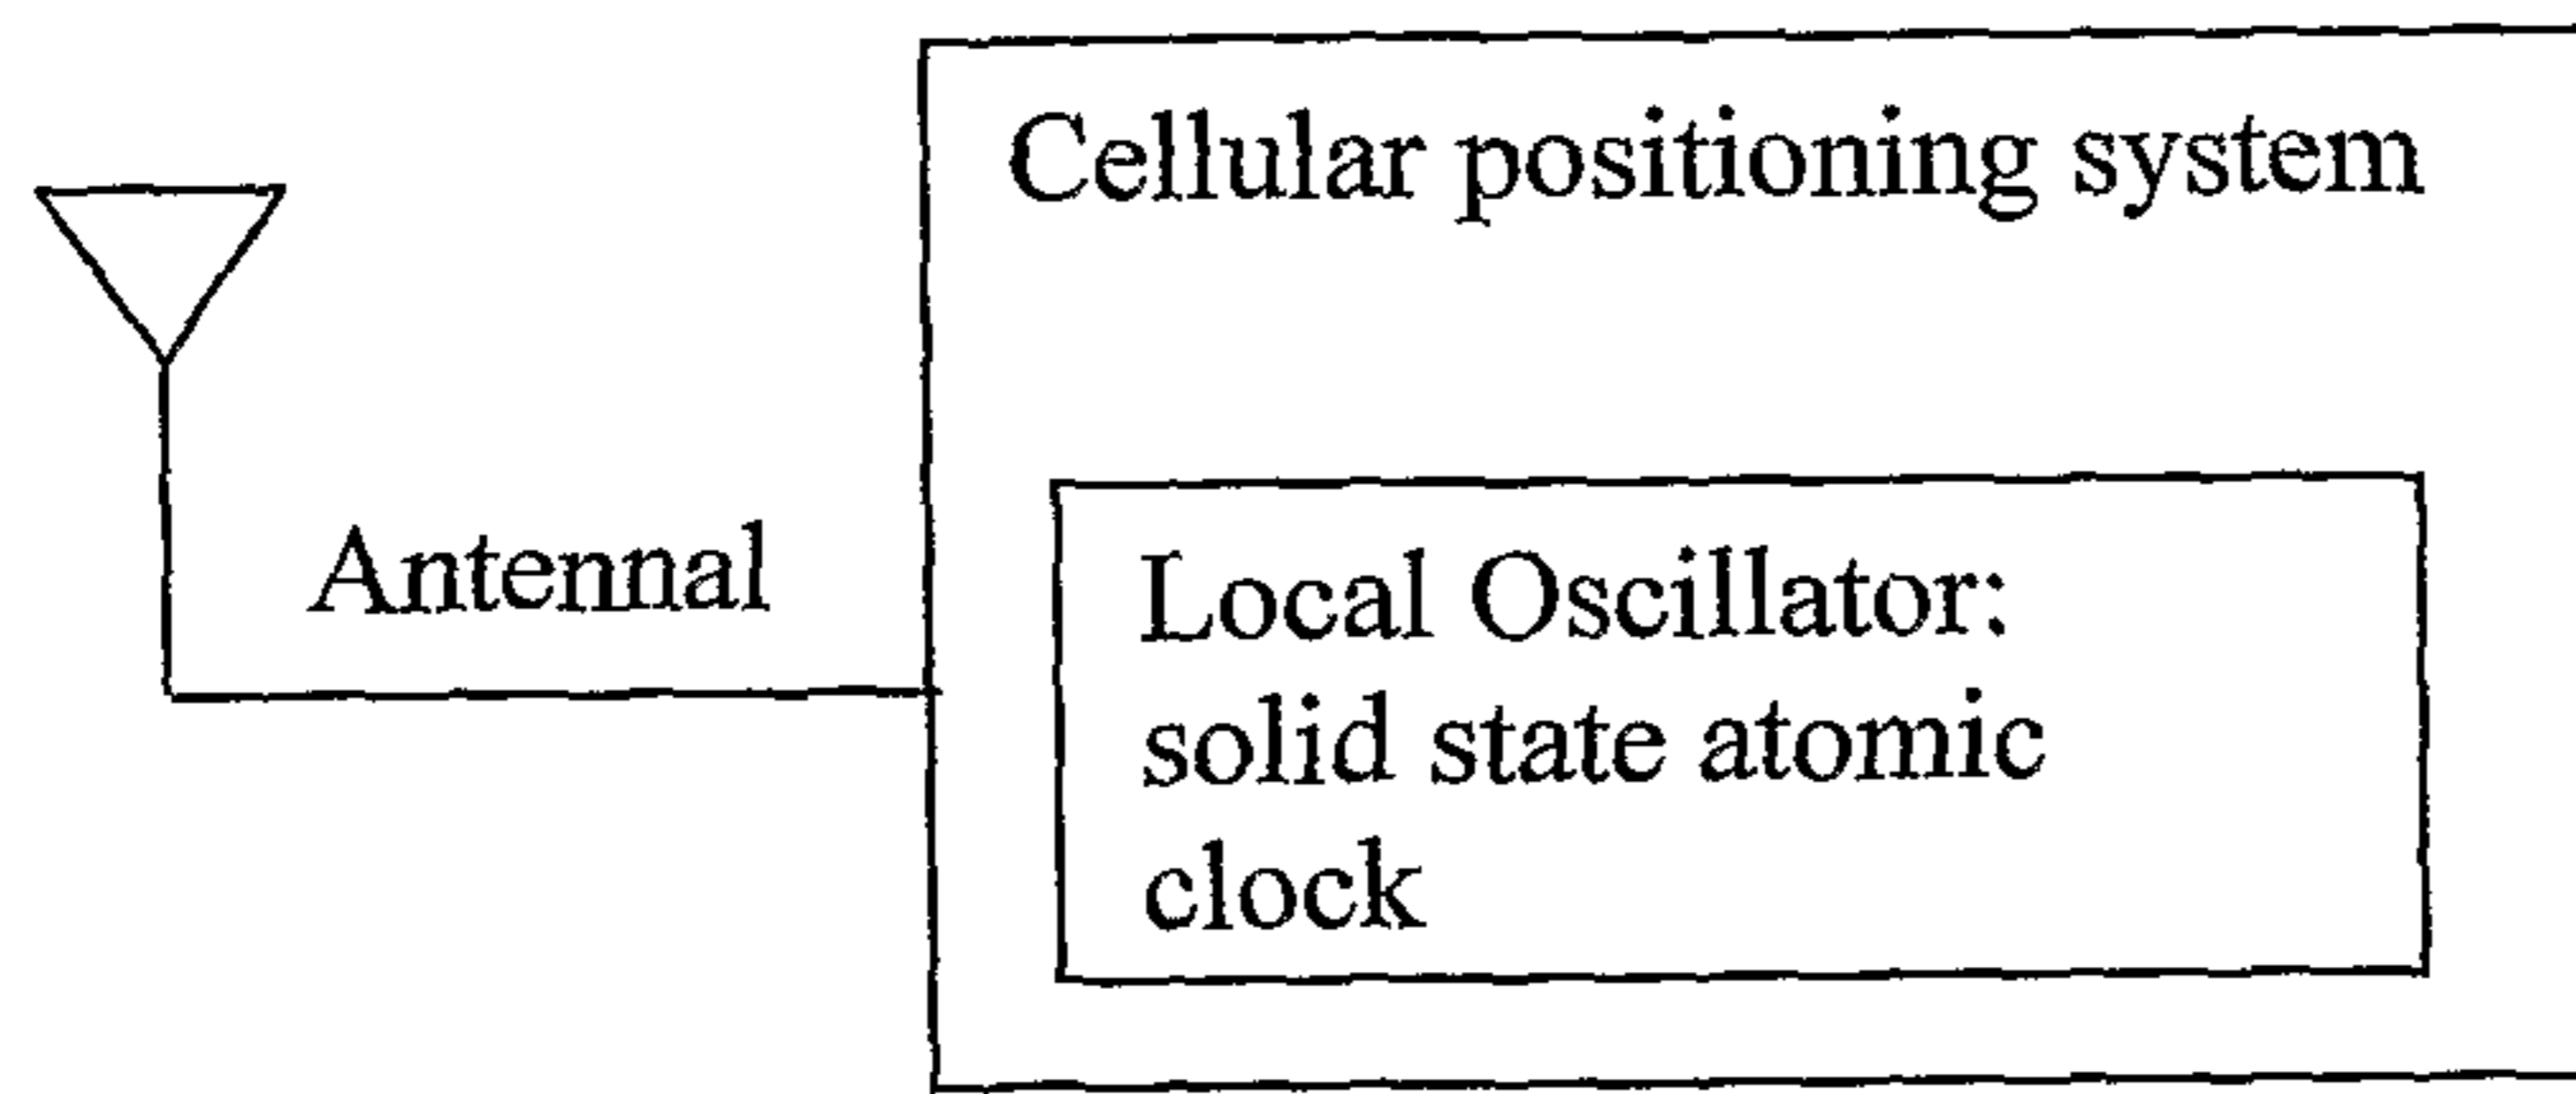 Cellular positioning system
Antennal
Local Oscillator:
solid state atomic
clock